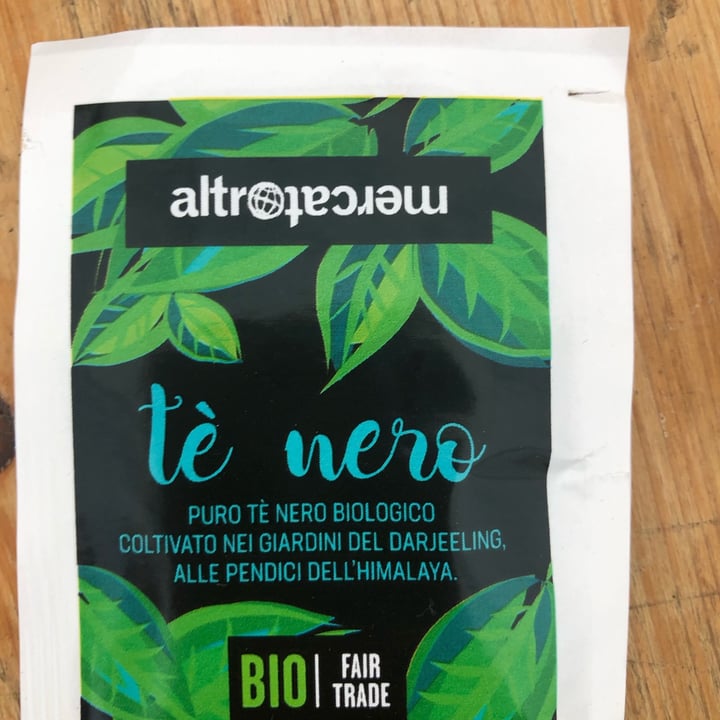 altromercato
tè nero
PURO TÈ NERO BIOLOGICO
COLTIVATO NEI GIARDINI DEL DARJEELING,
ALLE PENDICI DELL'HIMALAYA.
BIO | FAIR
TRADE